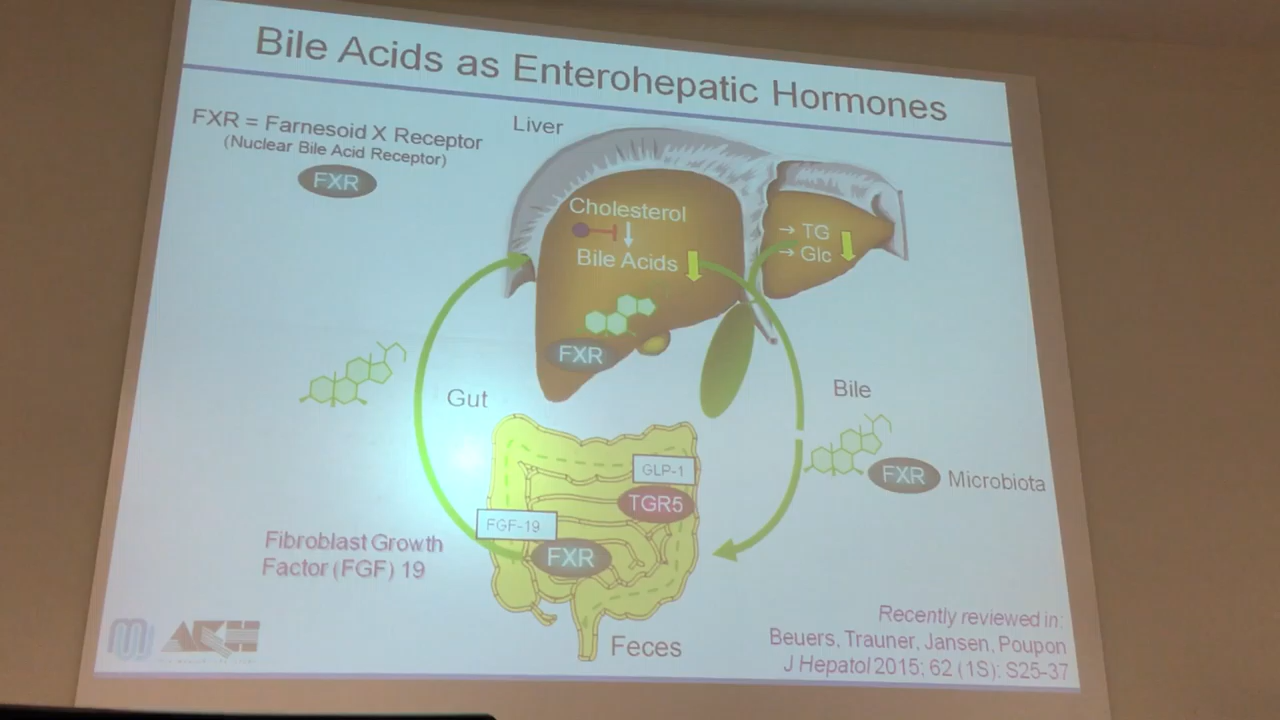 Bile Acids as Enterohepatic Hormones
FXR = Farnesoid X Receptor
(Nuclear Bile Acid Receptor)
FXR
Liver
Cholesterol
Bile Acids
→ TG
→ Glc
FXR
Gut
Bile
FXR
Microbiota
GLP-1
TGR5
FGF-19
FXR
Fibroblast Growth
Factor (FGF) 19
Feces
AKH
Recently reviewed in:
Beuers, Trauner, Jansen, Poupon
J Hepatol 2015; 62 (1S): S25-37